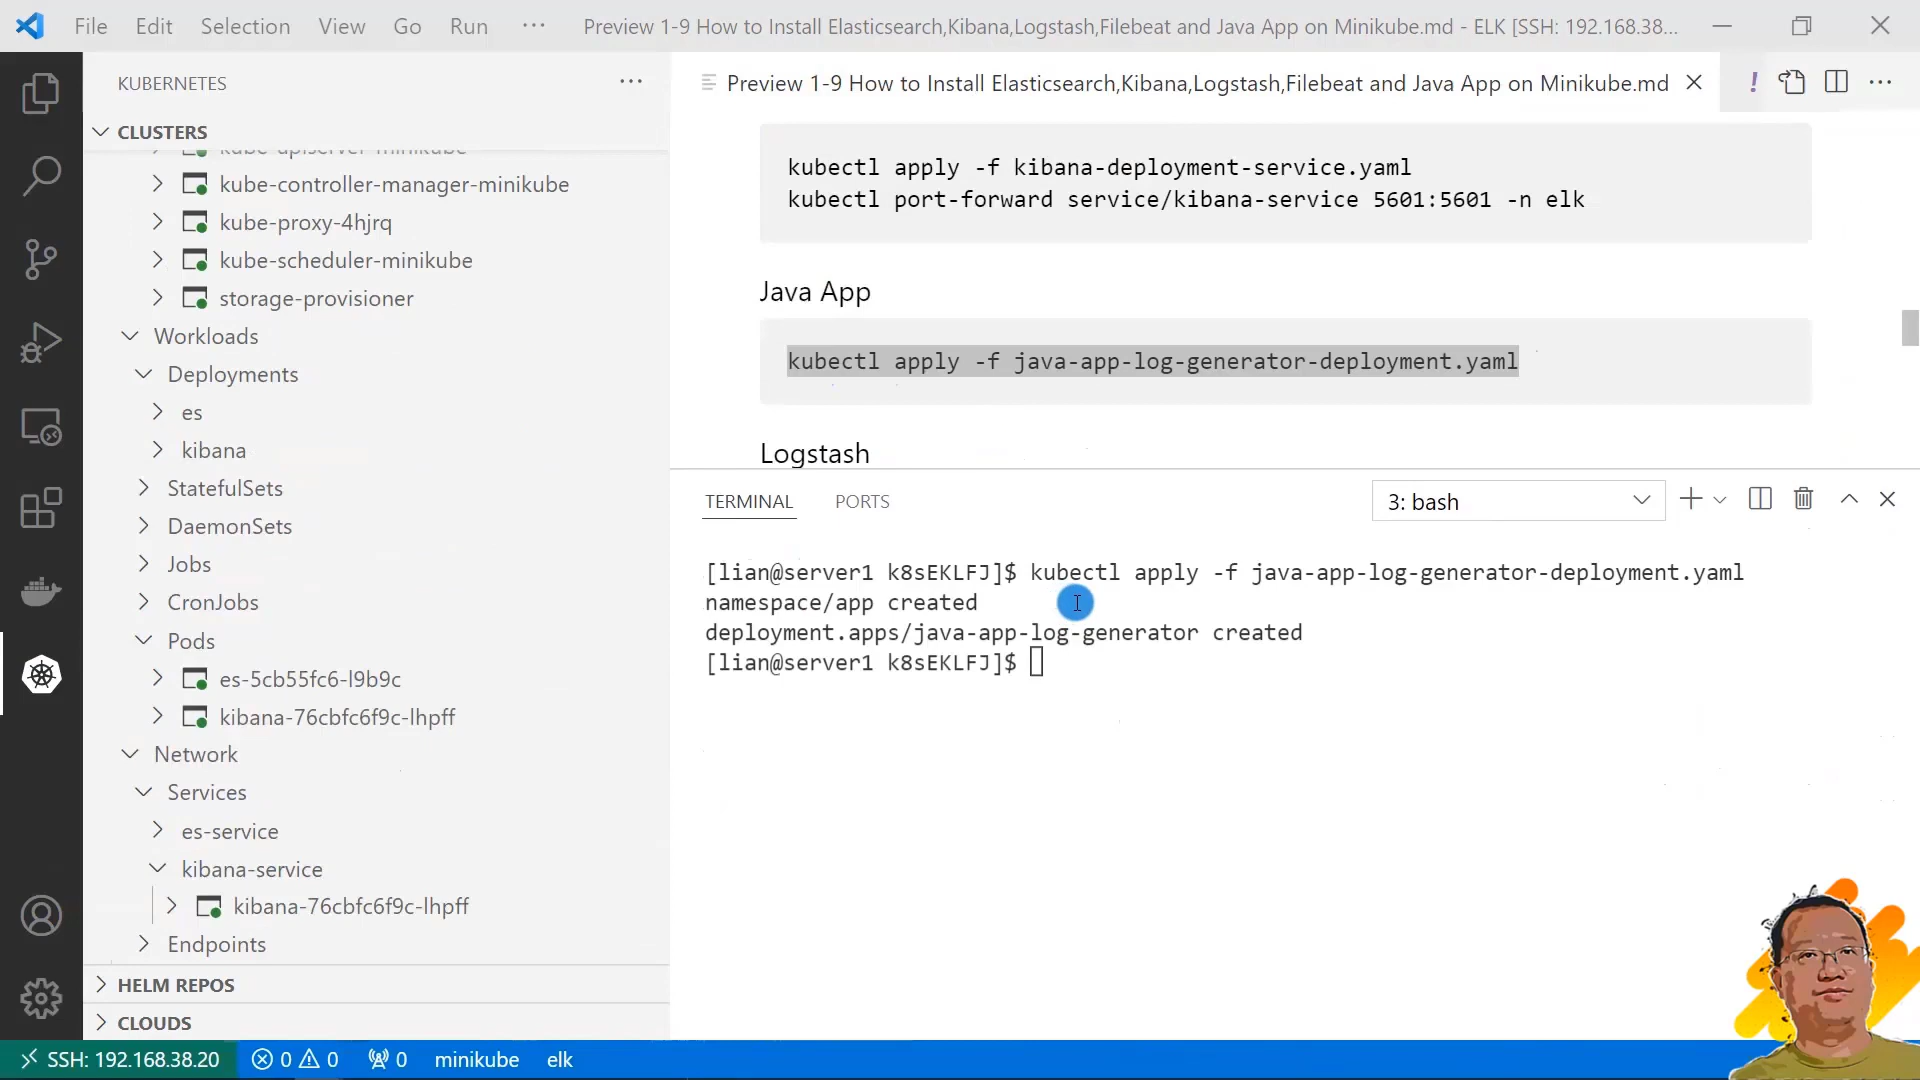 File Edit Selection View Go Run ··· Preview 1-9 How to Install Elasticsearch,Kibana,Logstash,Filebeat and Java App on Minikube.md - ELK [SSH: 192.168.38...
KUBERNETES
CLUSTERS
kube-apiserver-minikube
kube-controller-manager-minikube
kube-proxy-4hjrq
kube-scheduler-minikube
storage-provisioner
Workloads
Deployments
es
kibana
StatefulSets
DaemonSets
Jobs
CronJobs
Pods
es-5cb55fc6-l9b9c
kibana-76cbfc6f9c-lhpff
Network
Services
es-service
kibana-service
kibana-76cbfc6f9c-lhpff
Endpoints
HELM REPOS
CLOUDS
Preview 1-9 How to Install Elasticsearch,Kibana,Logstash,Filebeat and Java App on Minikube.md
kubectl apply -f kibana-deployment-service.yaml
kubectl port-forward service/kibana-service 5601:5601 -n elk
Java App
kubectl apply -f java-app-log-generator-deployment.yaml
Logstash
TERMINAL PORTS 3: bash
[lian@server1 k8sEKLFJ]$ kubectl apply -f java-app-log-generator-deployment.yaml
namespace/app created
deployment.apps/java-app-log-generator created
[lian@server1 k8sEKLFJ]$
SSH: 192.168.38.20 0 0 0 minikube elk